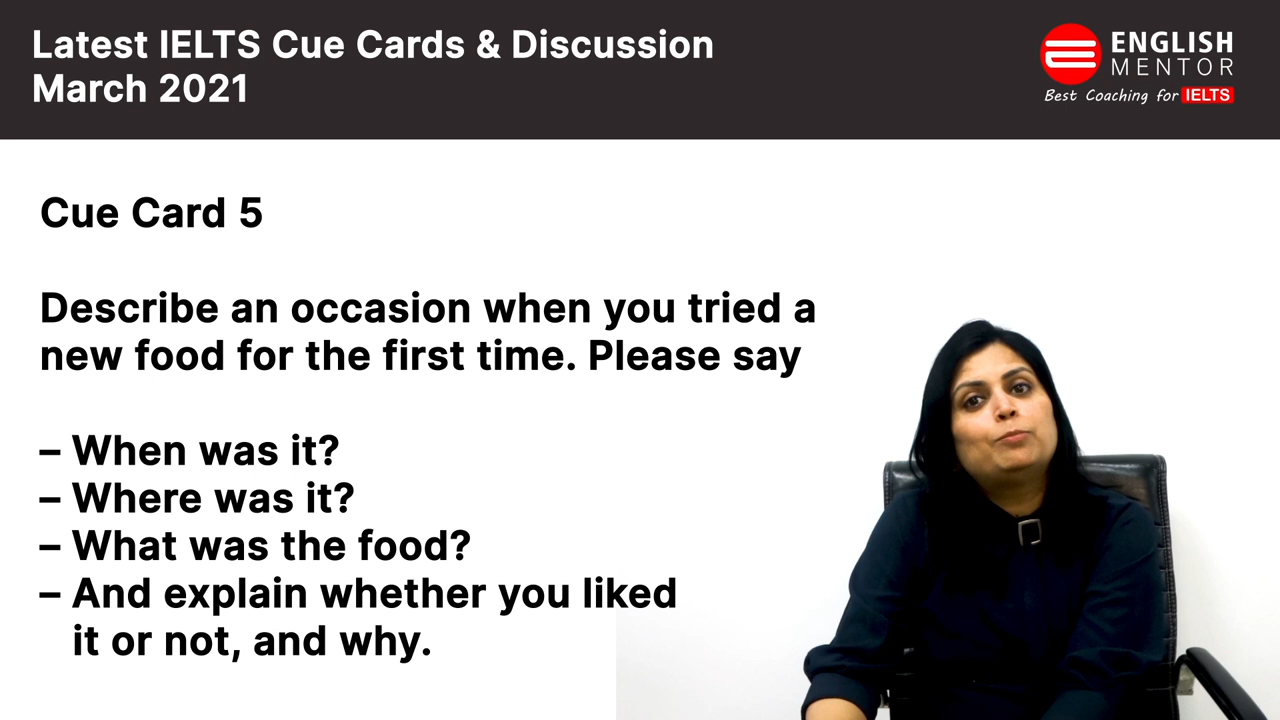 Latest IELTS Cue Cards & Discussion
March 2021
ENGLISH
MENTOR
Best Coaching for IELTS
Cue Card 5
Describe an occasion when you tried a
new food for the first time. Please say
– When was it?
– Where was it?
– What was the food?
– And explain whether you liked
it or not, and why.